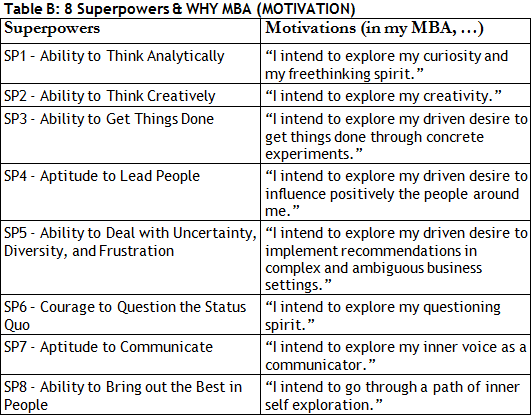 Table B: 8 Superpowers & WHY MBA (MOTIVATION)
Superpowers
Motivations (in my MBA, …)
SP1 - Ability to Think Analytically
“I intend to explore my curiosity and
my freethinking spirit.”
SP2 - Ability to Think Creatively
“I intend to explore my creativity.”
SP3 - Ability to Get Things Done
“I intend to explore my driven desire to
get things done through concrete
experiments.”
SP4 - Aptitude to Lead People
“I intend to explore my driven desire to
influence positively the people around
me.”
SP5 - Ability to Deal with Uncertainty,
Diversity, and Frustration
“I intend to explore my driven desire to
implement recommendations in
complex and ambiguous business
settings.”
SP6 - Courage to Question the Status
Quo
“I intend to explore my questioning
spirit.”
SP7 - Aptitude to Communicate
“I intend to explore my inner voice as a
communicator.”
SP8 - Ability to Bring out the Best in
People
“I intend to go through a path of inner
self exploration.”